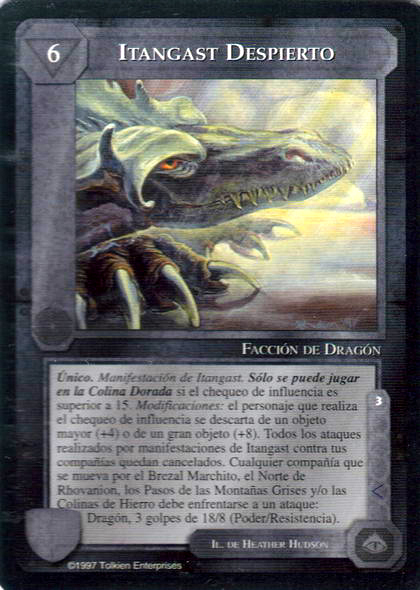 6
ITANGAST DESPIERTO
FACCIÓN DE DRAGÓN
Único. Manifestación de Itangast. Sólo se puede jugar
en la Colina Dorada si el chequeo de influencia es
superior a 15. Modificaciones: el personaje que realiza
el chequeo de influencia se descarta de un objeto
mayor (+4) o de un gran objeto (+8). Todos los ataques
realizados por manifestaciones de Itangast contra tus
compañías quedan cancelados. Cualquier compañía que
se mueva por el Brezal Marchito, el Norte de
Rhovanion, los Pasos de las Montañas Grises y/o las
Colinas de Hierro debe enfrentarse a un ataque:
Dragón, 3 golpes de 18/8 (Poder/Resistencia).
3
IL. DE HEATHER HUDSON
©1997 TOLKIEN ENTERPRISES